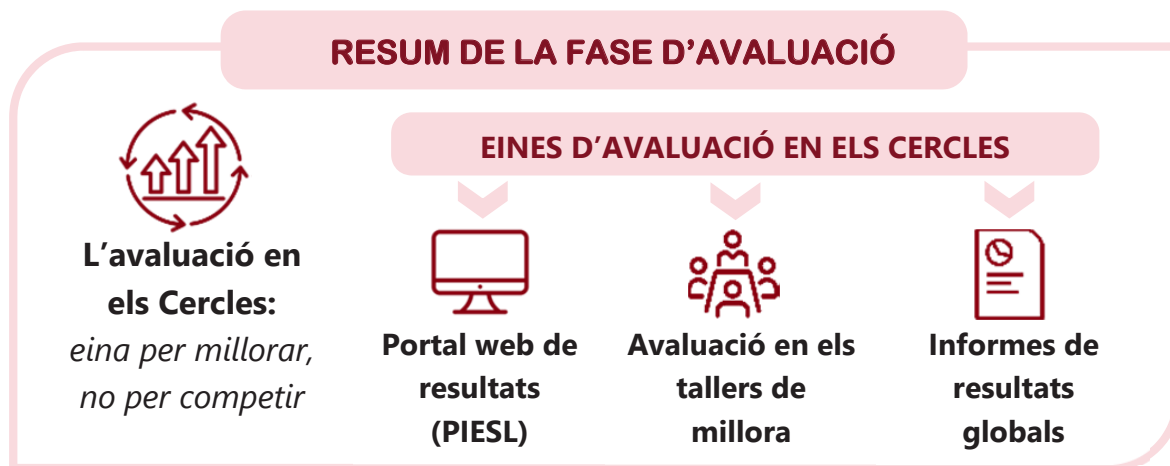 RESUM DE LA FASE D'AVALUACIÓ
EINES D'AVALUACIÓ EN ELS CERCLES
L'avaluació en
els Cercles:
eina per millorar,
no per competir
Portal web de
resultats
(PIESL)
Avaluació en els
tallers de
millora
Informes de
resultats
globals